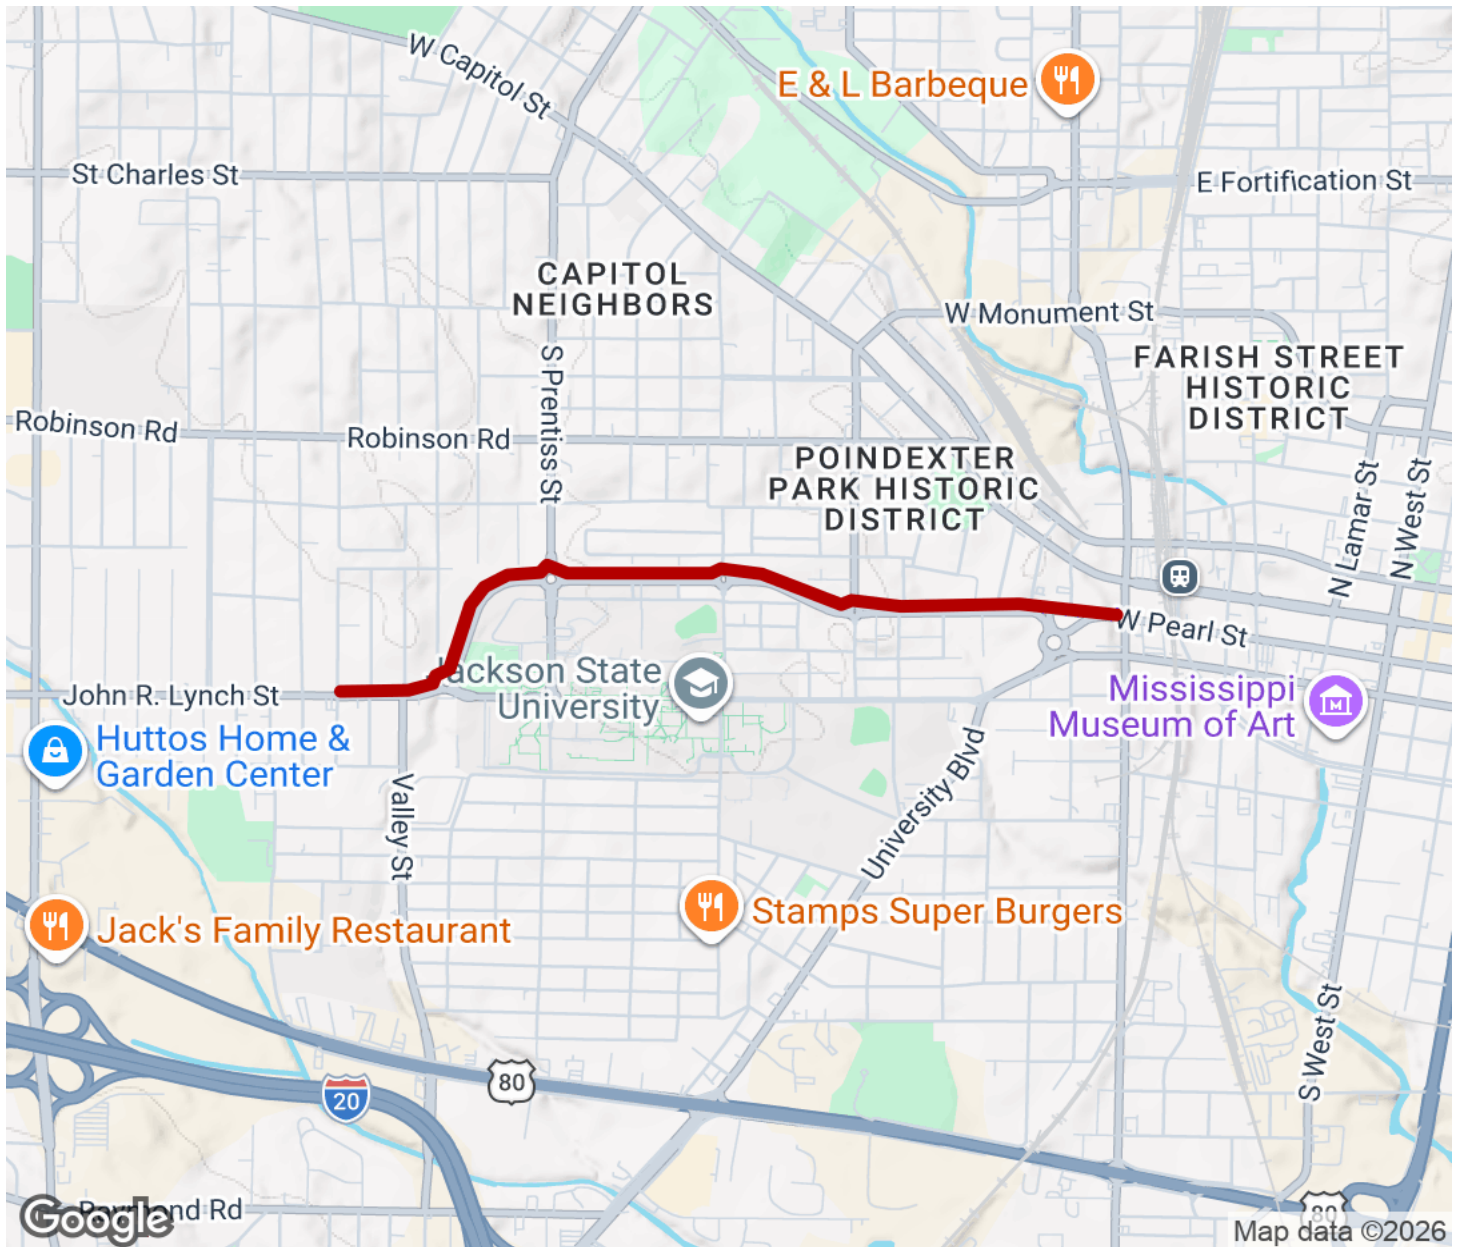 W Capitol St
E & L Barbeque
St Charles St
E Fortification St
CAPITOL
NEIGHBORS
W Monument St
FARISH STREET
HISTORIC
DISTRICT
S Prentiss St
Robinson Rd
Robinson Rd
POINDEXTER
PARK HISTORIC
DISTRICT
N Lamar St
N West St
W Pearl St
Jackson State
University
John R. Lynch St
Mississippi
Museum of Art
Huttos Home &
Garden Center
Valley St
University Blvd
Stamps Super Burgers
Jack's Family Restaurant
S West St
80
20
80
Raymond Rd
Google
Map data ©2026